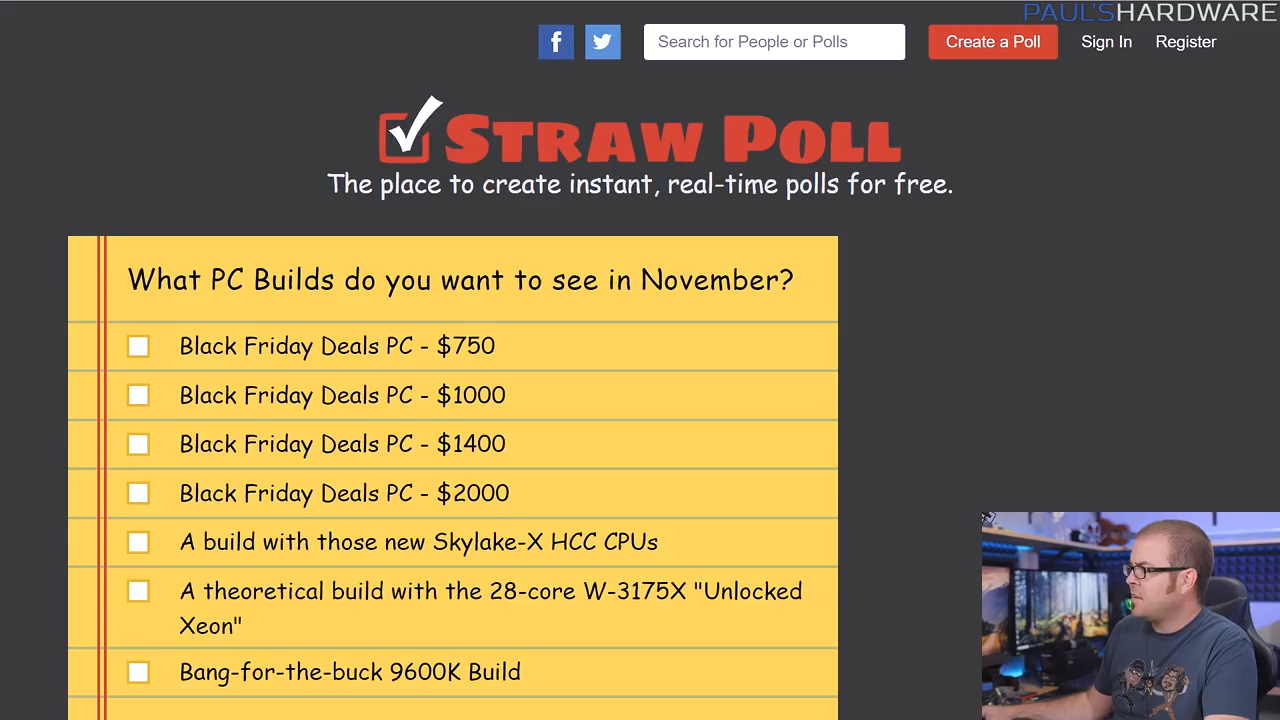 PAUL'SHARDWARE
f
Search for People or Polls
Create a Poll
Sign In
Register
STRAW POLL
The place to create instant, real-time polls for free.
What PC Builds do you want to see in November?
Black Friday Deals PC - $750
Black Friday Deals PC - $1000
Black Friday Deals PC - $1400
Black Friday Deals PC - $2000
A build with those new Skylake-X HCC CPUs
A theoretical build with the 28-core W-3175X "Unlocked
Xeon"
Bang-for-the-buck 9600K Build